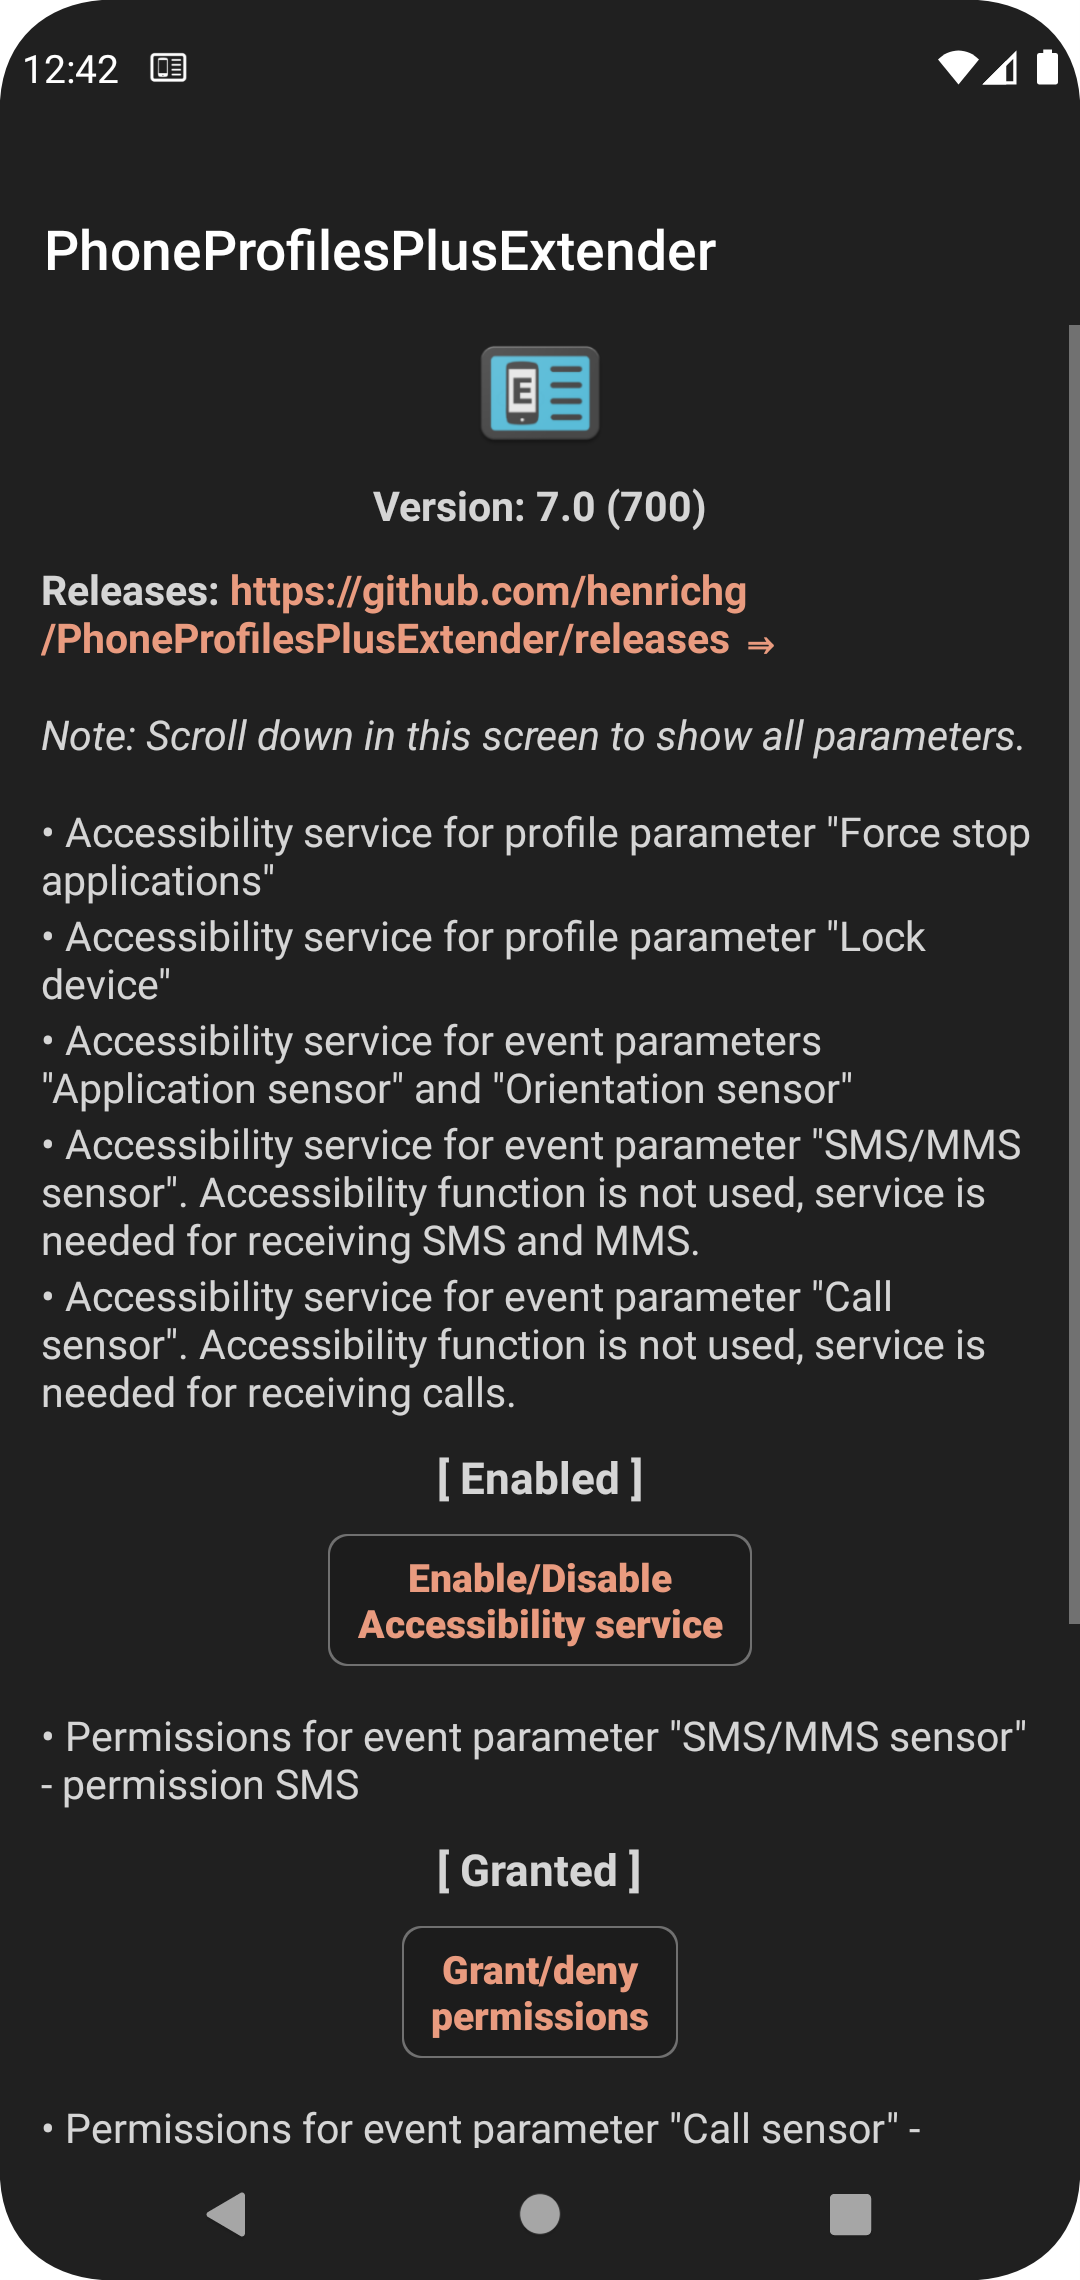 12:42
PhoneProfilesPlusExtender
E
Version: 7.0 (700)
Releases: https://github.com/henrichg
/PhoneProfilesPlusExtender/releases ⇒
Note: Scroll down in this screen to show all parameters.
• Accessibility service for profile parameter "Force stop
applications"
• Accessibility service for profile parameter "Lock
device"
• Accessibility service for event parameters
"Application sensor" and "Orientation sensor"
• Accessibility service for event parameter "SMS/MMS
sensor". Accessibility function is not used, service is
needed for receiving SMS and MMS.
• Accessibility service for event parameter "Call
sensor". Accessibility function is not used, service is
needed for receiving calls.
[ Enabled ]
Enable/Disable
Accessibility service
• Permissions for event parameter "SMS/MMS sensor"
- permission SMS
[ Granted ]
Grant/deny
permissions
• Permissions for event parameter "Call sensor" -